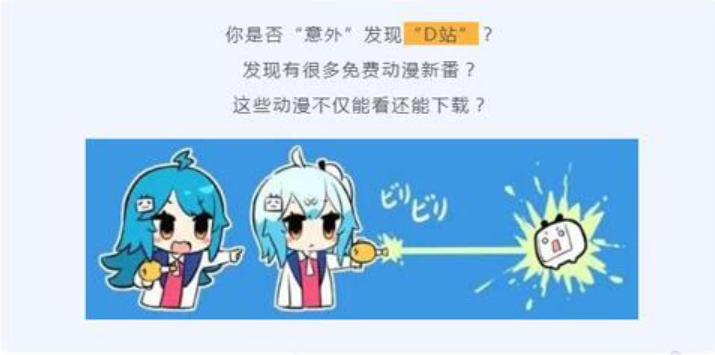 你是否“意外”发现“D站”？
发现有很多免费动漫新番？
这些动漫不仅能看还能下载？
ビリ
ビリ